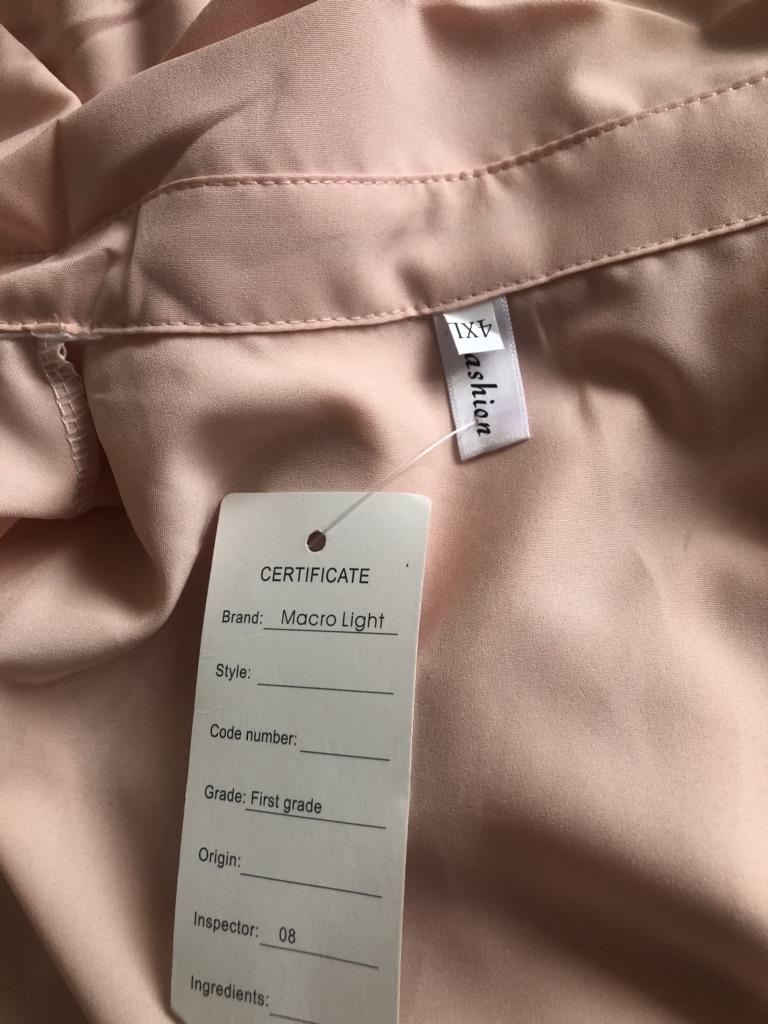 4XL
ashion
CERTIFICATE
Brand: Macro Light
Style:
Code number:
Grade: First grade
Origin:
Inspector: 08
Ingredients: